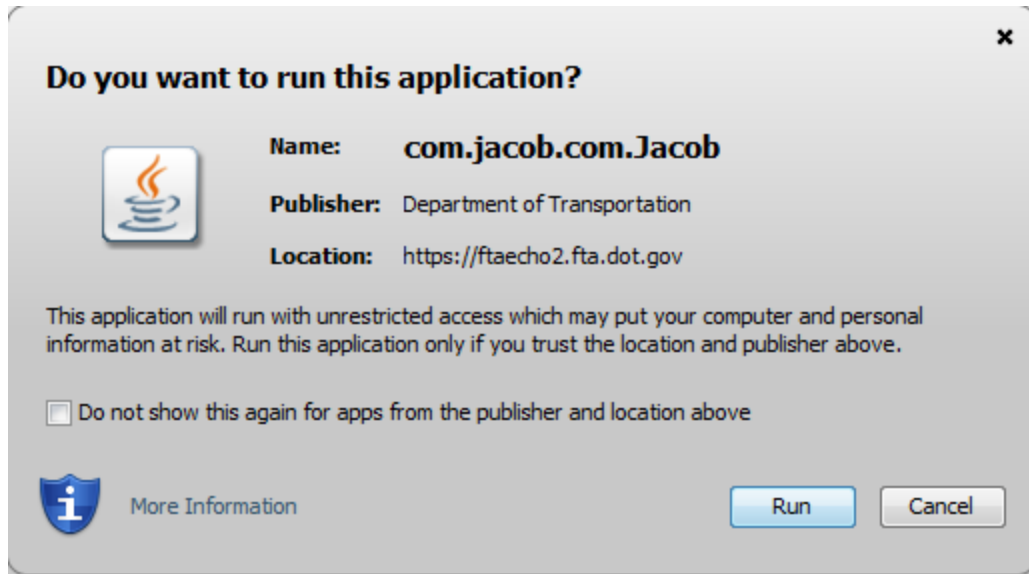 Do you want to run this application?
Name: com.jacob.com.Jacob
Publisher: Department of Transportation
Location: https://ftaecho2.fta.dot.gov
This application will run with unrestricted access which may put your computer and personal
information at risk. Run this application only if you trust the location and publisher above.
Do not show this again for apps from the publisher and location above
More Information
Run
Cancel